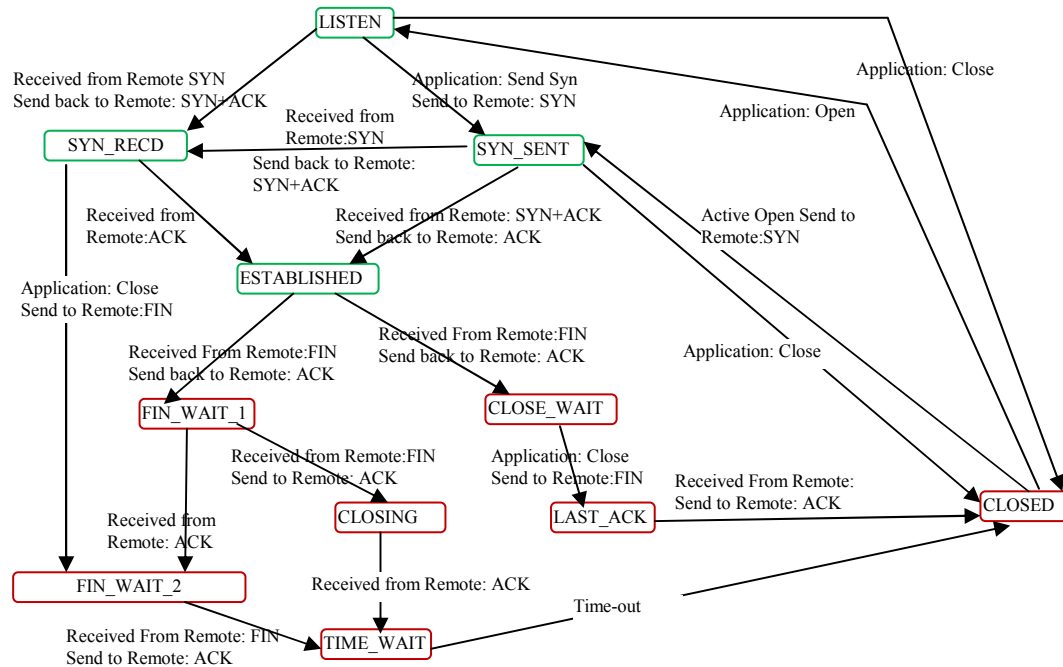 LISTEN
Received from Remote SYN
Send back to Remote: SYN+ACK
Application: Send Syn
Send to Remote: SYN
Application: Close
Application: Open
Received from
Remote:SYN
SYN_RECD
SYN_SENT
Send back to Remote:
SYN+ACK
Received from
Remote:ACK
Received from Remote: SYN+ACK
Send back to Remote: ACK
Active Open Send to
Remote:SYN
ESTABLISHED
Application: Close
Send to Remote:FIN
Received From Remote:FIN
Send back to Remote: ACK
Received From Remote:FIN
Send back to Remote: ACK
Application: Close
FIN_WAIT_1
CLOSE_WAIT
Received from Remote:FIN
Send to Remote: ACK
Application: Close
Send to Remote:FIN
Received From Remote:
Send to Remote: ACK
CLOSING
LAST_ACK
CLOSED
Received from
Remote: ACK
FIN_WAIT_2
Received from Remote: ACK
Time-out
Received From Remote: FIN
Send to Remote: ACK
TIME_WAIT